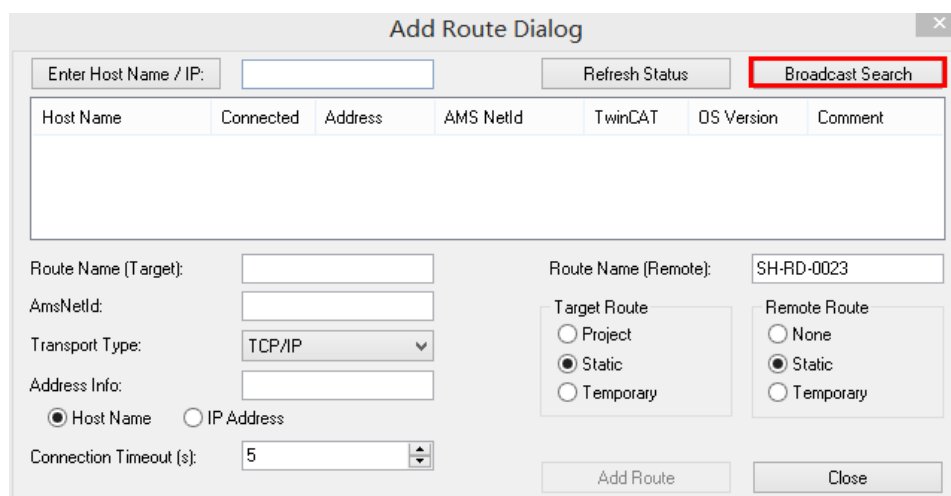 Add Route Dialog
Enter Host Name / IP: Refresh Status Broadcast Search
Host Name Connected Address AMS NetId TwinCAT OS Version Comment
Route Name (Target): Route Name (Remote): SH-RD-0023
AmsNetId: Target Route Remote Route
Transport Type: TCP/IP Project None
Static Static
Address Info: Temporary Temporary
Host Name IP Address
Connection Timeout (s): 5
Add Route Close